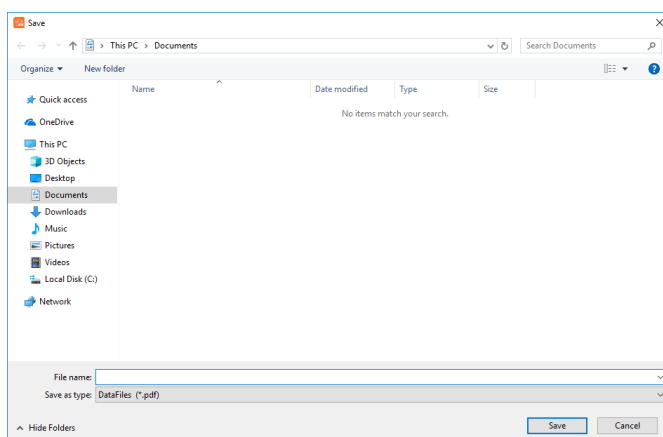 Save
This PC > Documents
Search Documents
Organize
New folder
Name
Date modified
Type
Size
No items match your search.
Quick access
OneDrive
This PC
3D Objects
Desktop
Documents
Downloads
Music
Pictures
Videos
Local Disk (C:)
Network
File name:
Save as type: DataFiles (*.pdf)
Hide Folders
Save
Cancel